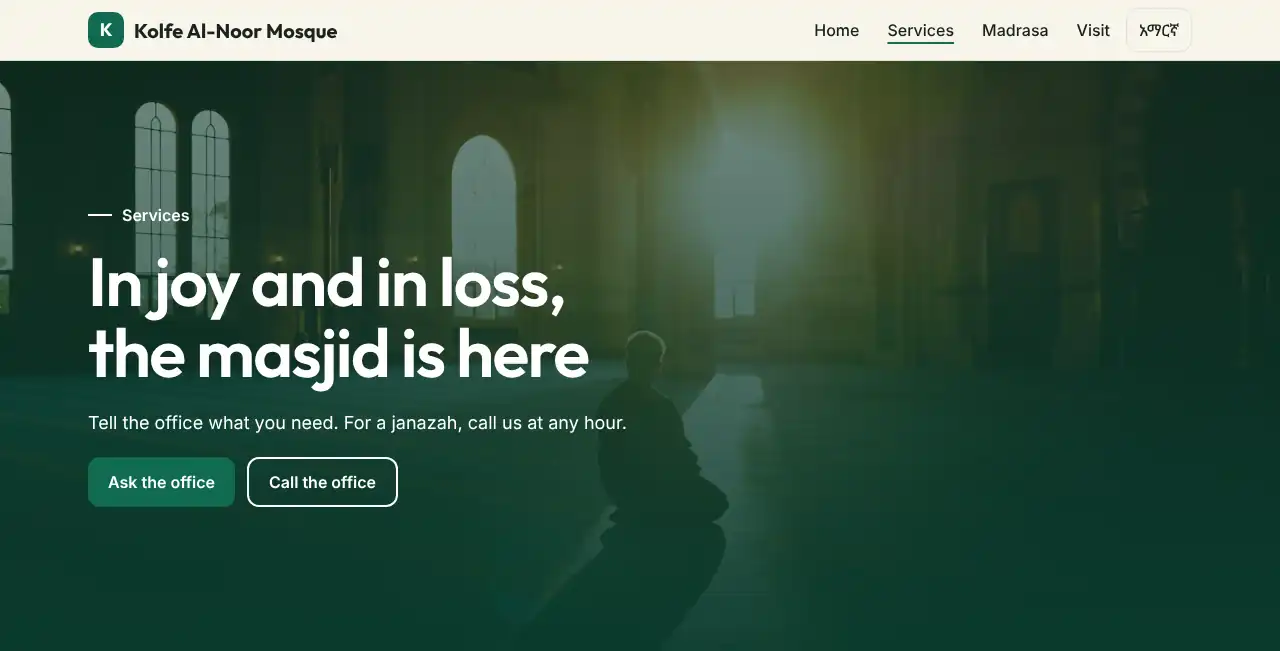 K
Kolfe Al-Noor Mosque
Home
Services
Madrasa
Visit
አማርኛ
Services
In joy and in loss,
the masjid is here
Tell the office what you need. For a janazah, call us at any hour.
Ask the office
Call the office